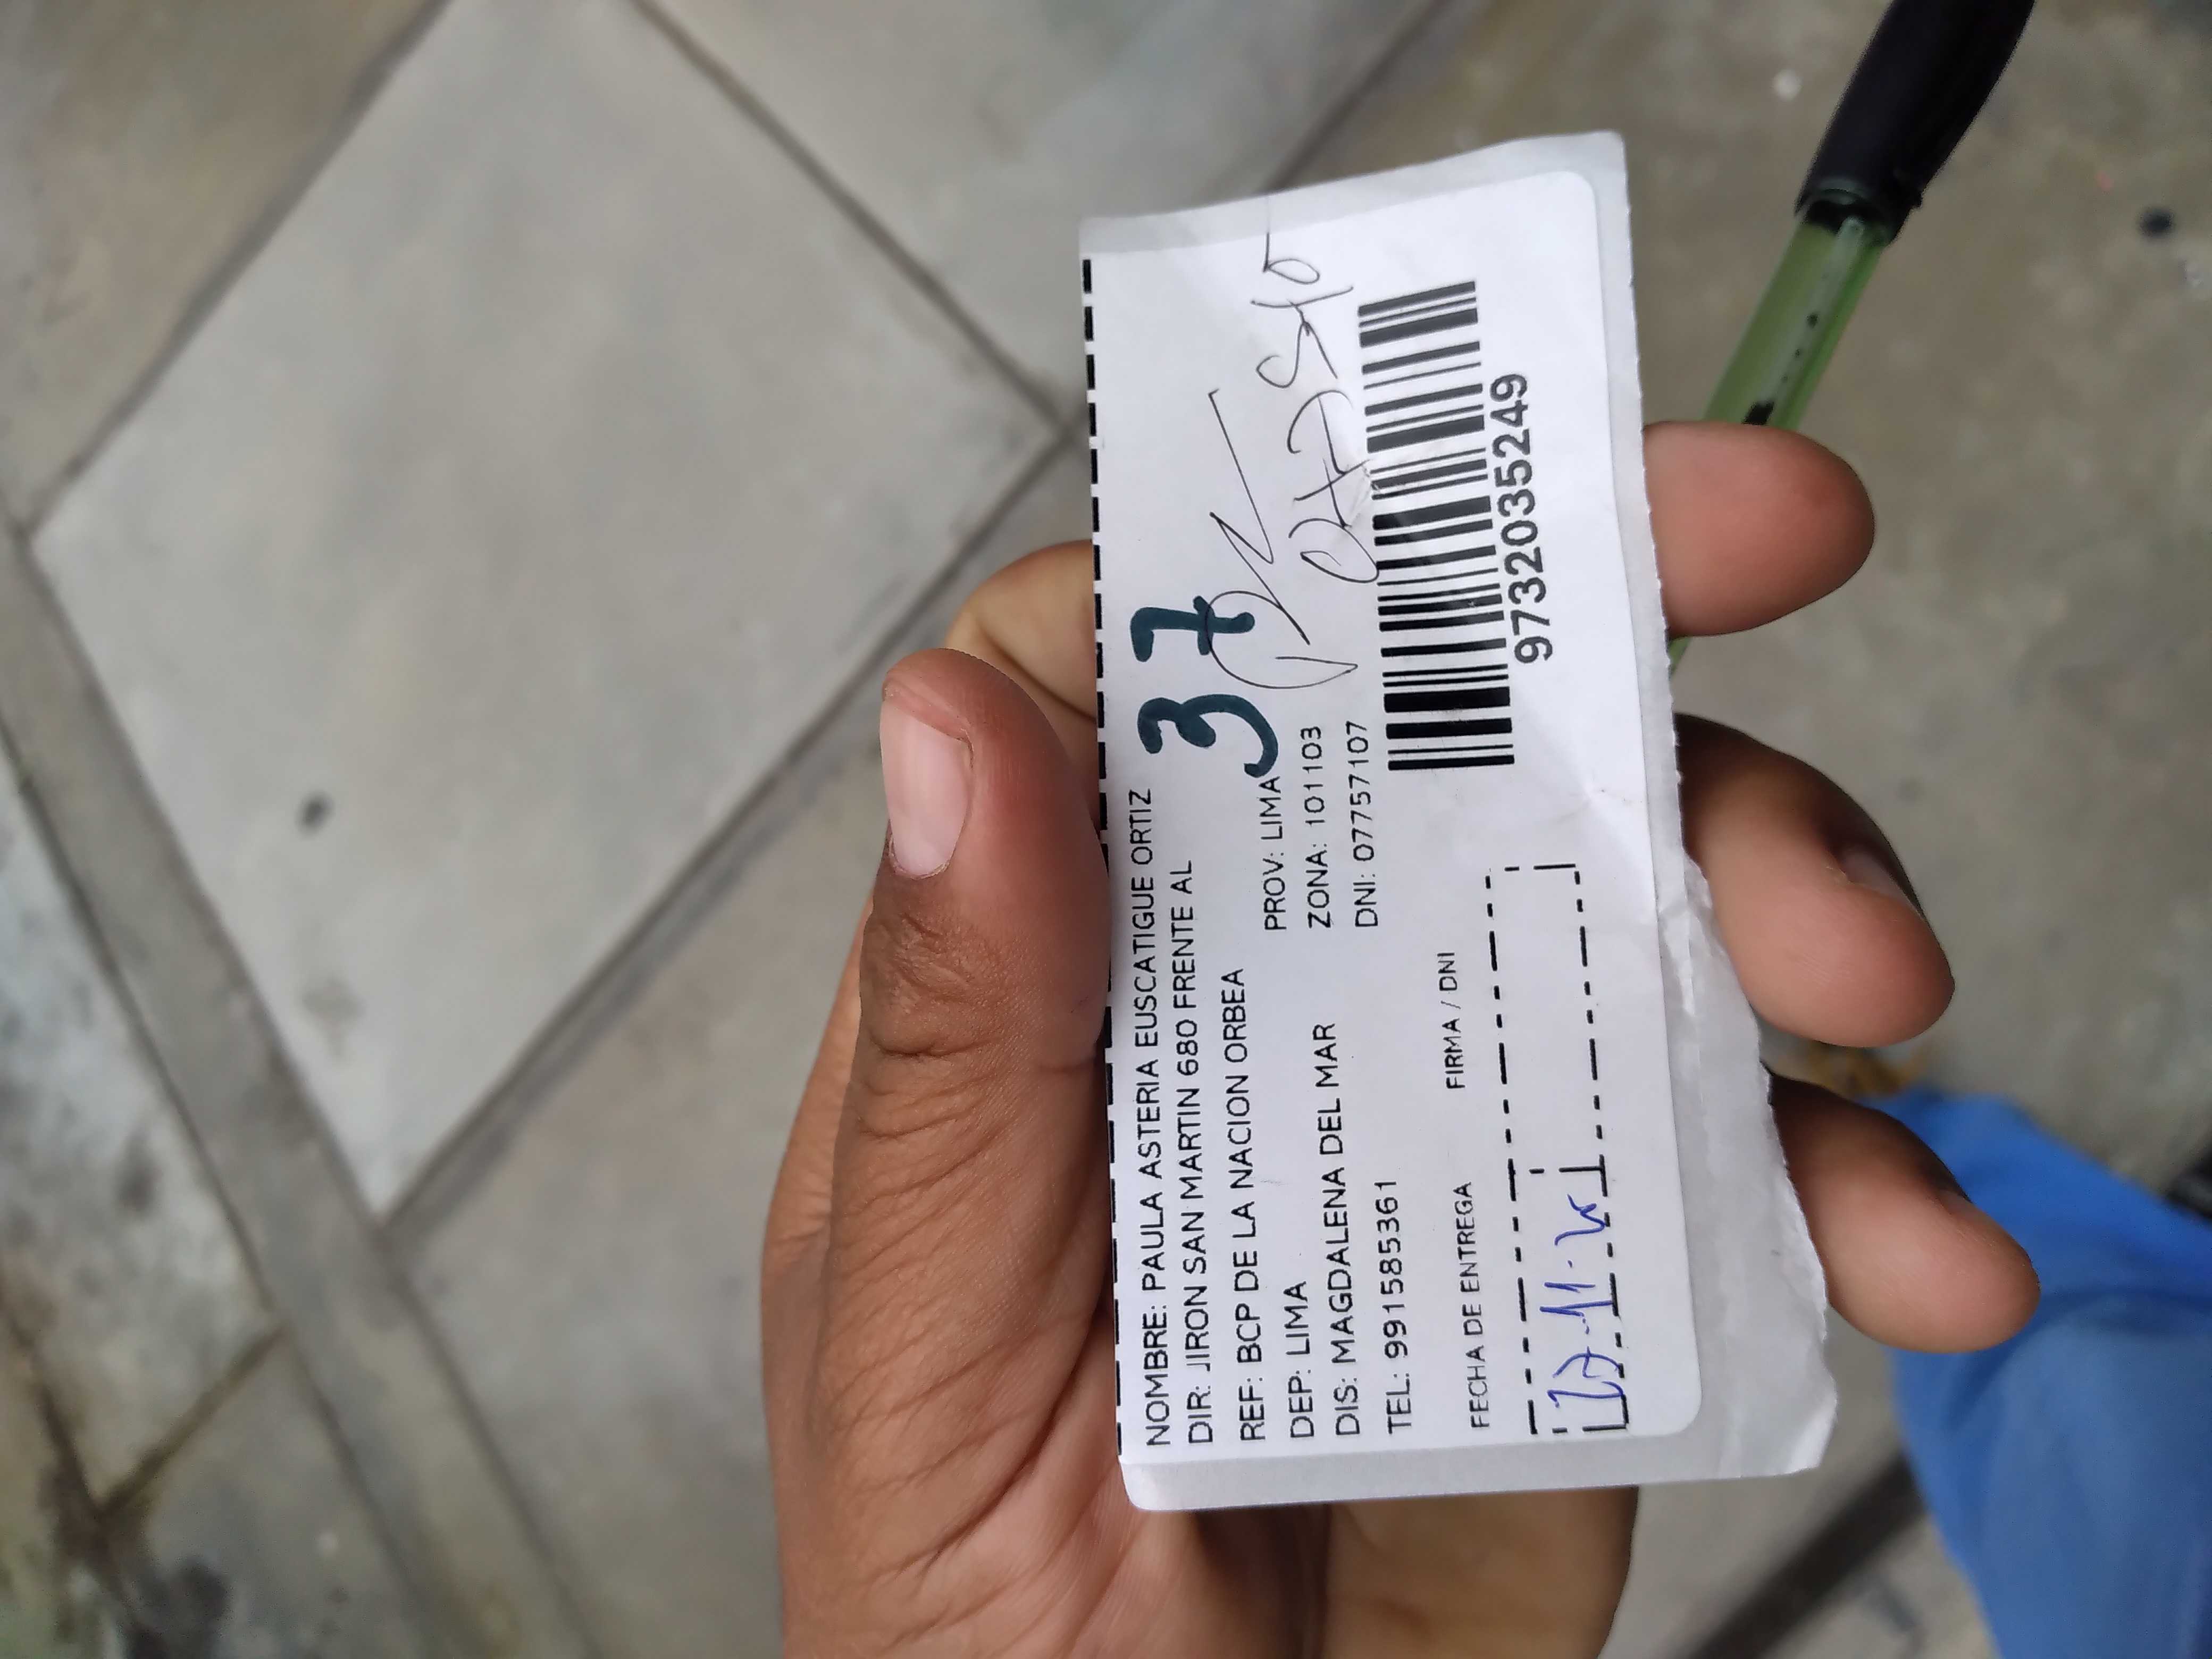 NOMBRE: PAULA ASTERIA EUSCATIGUE ORTIZ
DIR: JIRON SAN MARTIN 680 FRENTE AL
REF: BCP DE LA NACION ORBEA
DEP: LIMA PROV: LIMA
DIS: MAGDALENA DEL MAR ZONA: 101103
TEL: 991585361 DNI: 07757107
37
FECHA DE ENTREGA FIRMA / DNI
9732035249